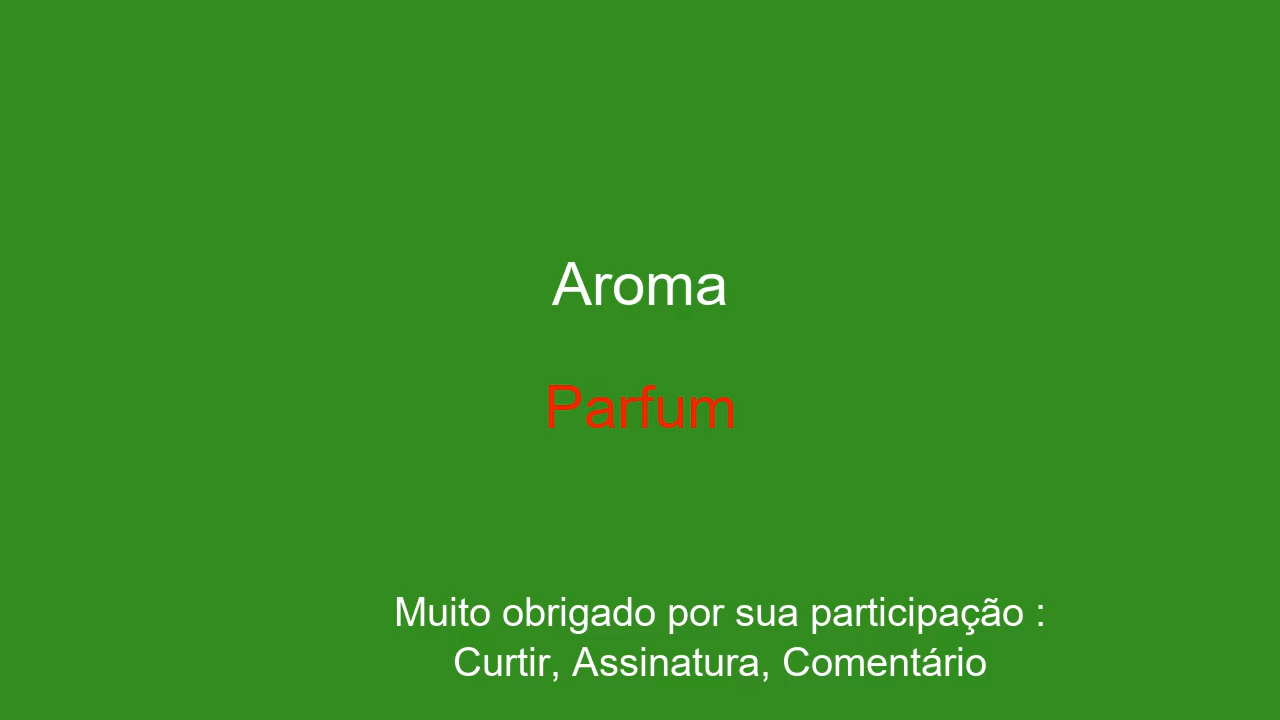 Aroma
Parfum
Muito obrigado por sua participação :
Curtir, Assinatura, Comentário